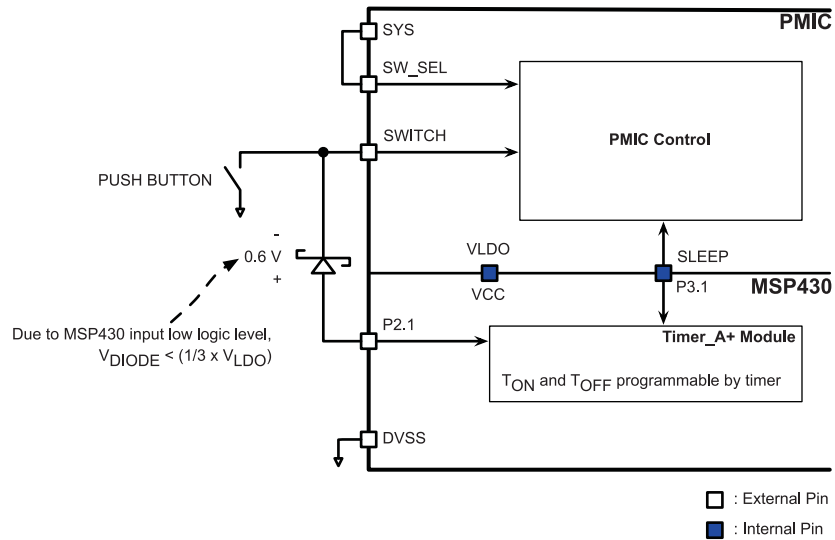 PMIC
SYS
SW_SEL
SWITCH
PMIC Control
PUSH BUTTON
-
0.6 V
+
VLDO
VCC
SLEEP
P3.1
MSP430
Due to MSP430 input low logic level,
VDIODE < (1/3 x VLDO)
P2.1
Timer_A+ Module
TON and TOFF programmable by timer
DVSS
: External Pin
: Internal Pin